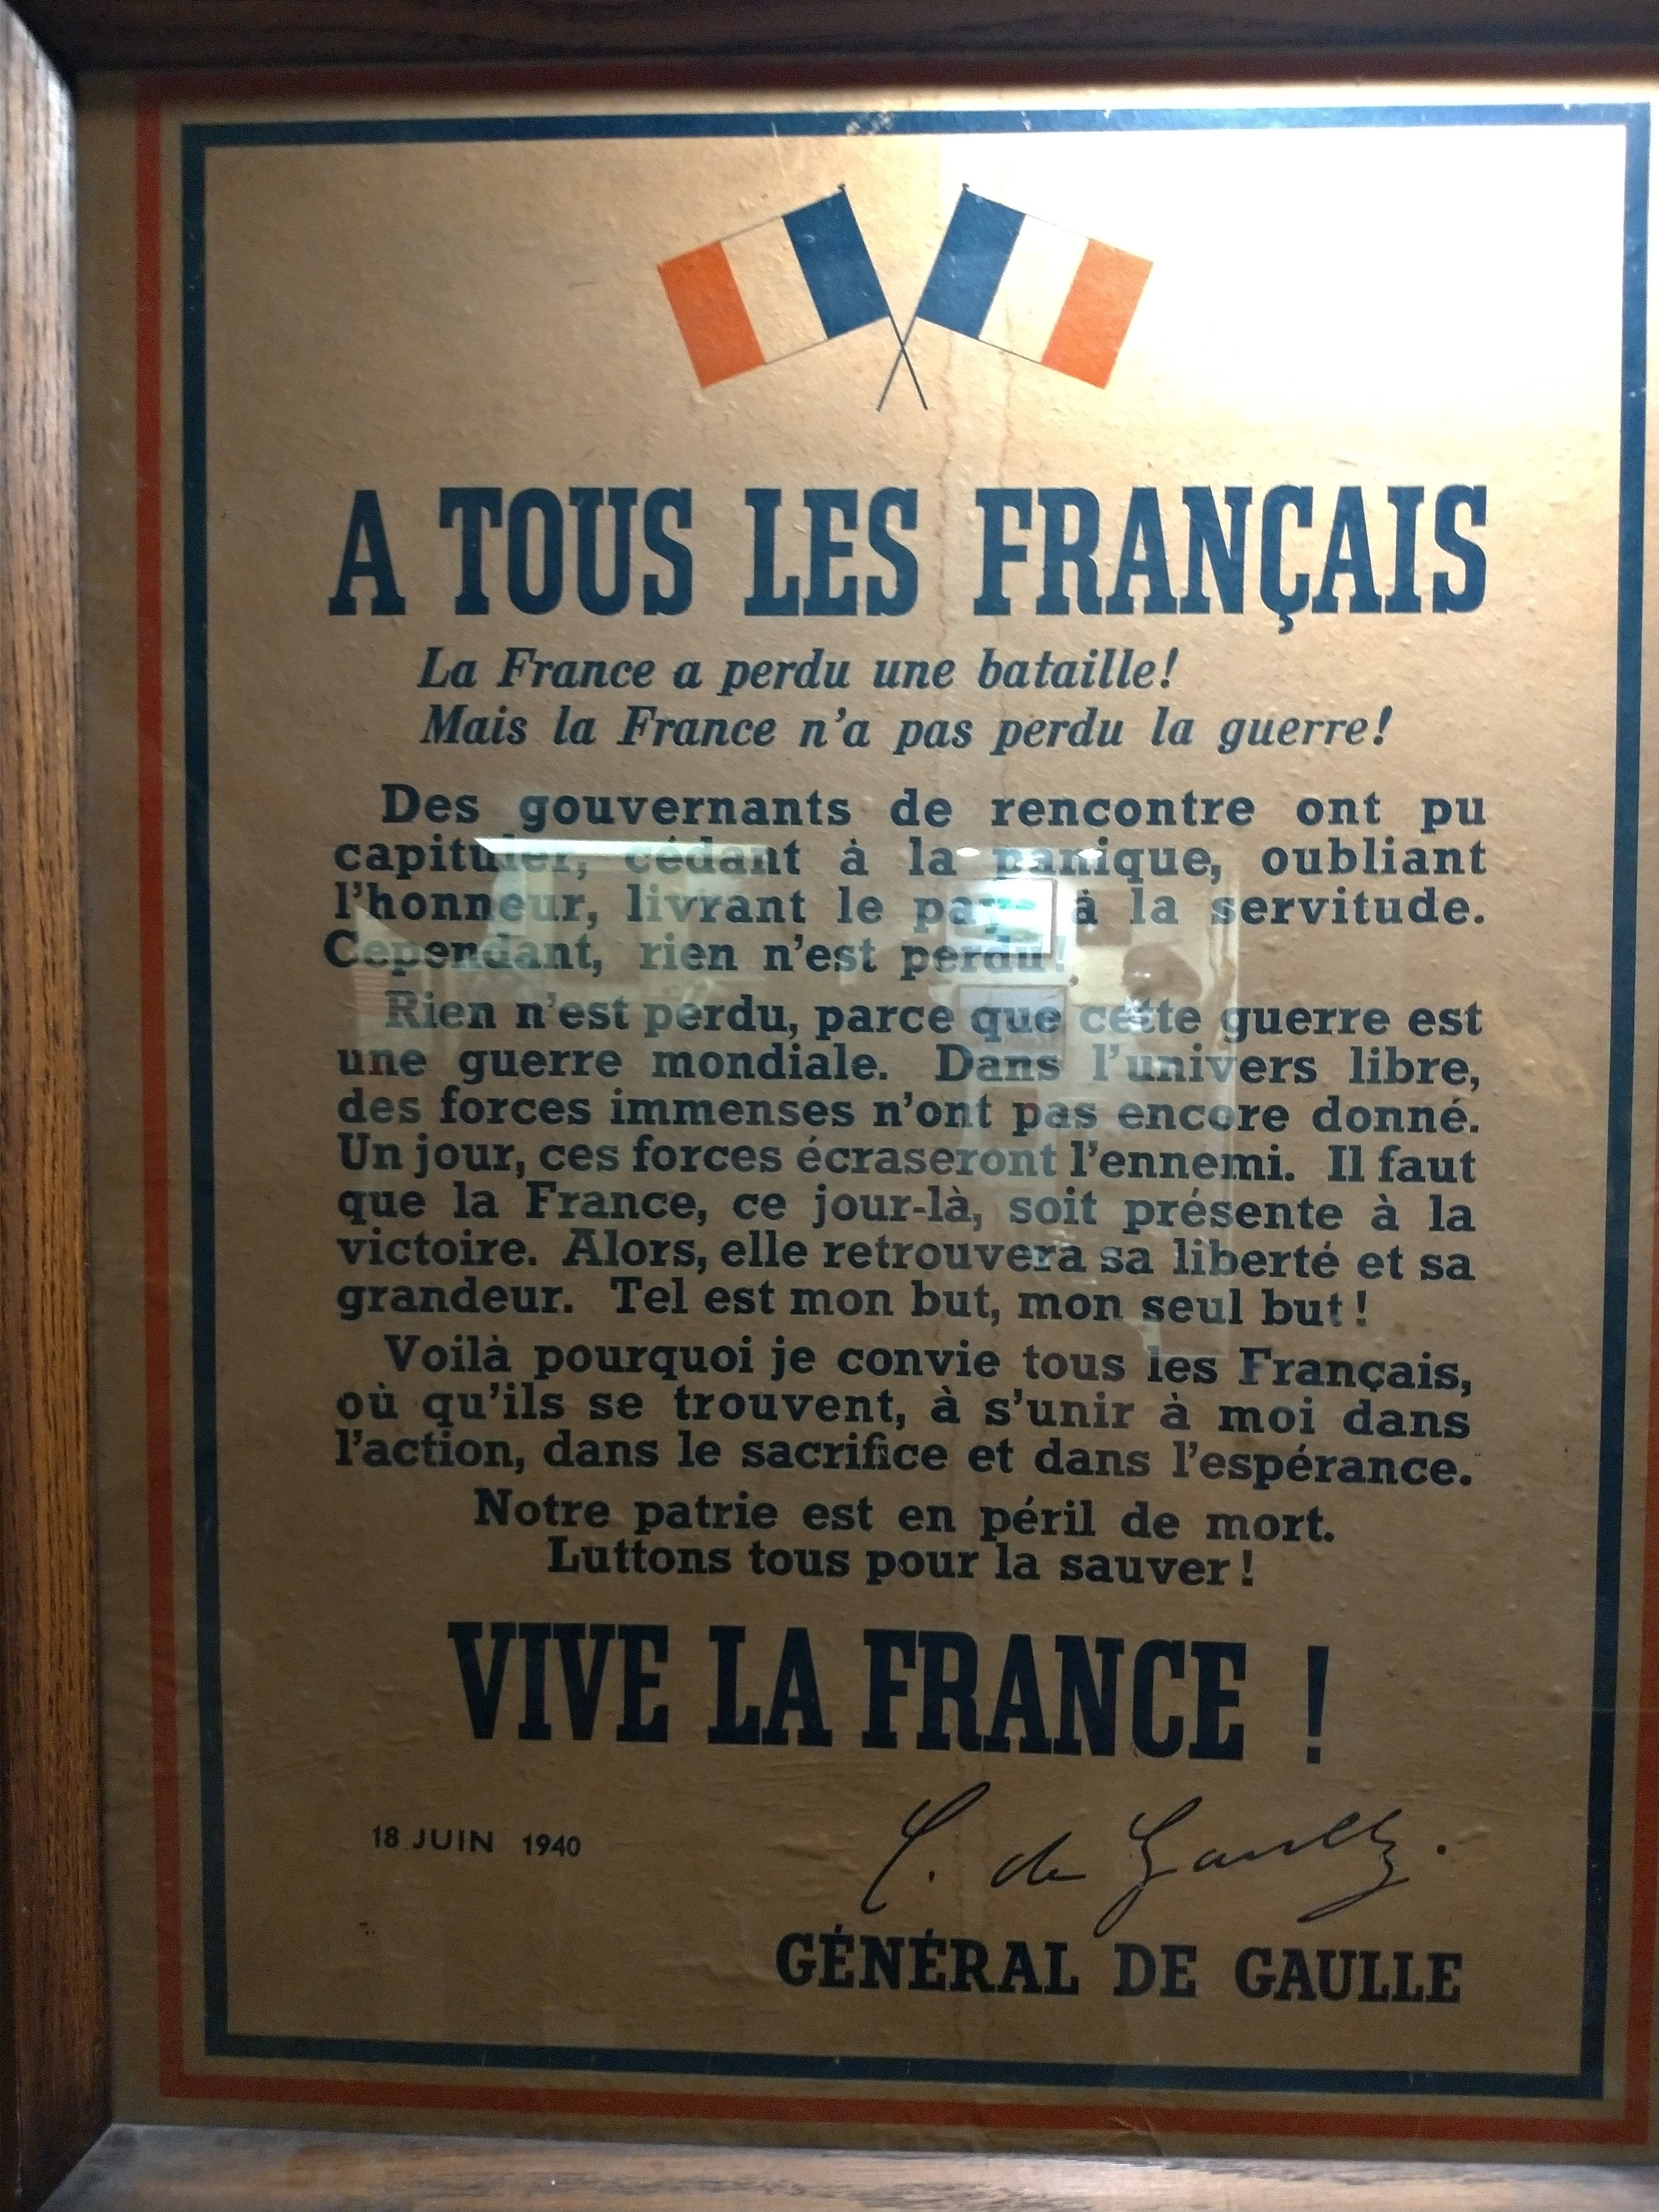 A TOUS LES FRANÇAIS
La France a perdu une bataille!
Mais la France n'a pas perdu la guerre!
Des gouvernants de rencontre ont pu
capituler, cédant à la panique, oubliant
l'honneur, livrant le pays à la servitude.
Cependant, rien n'est perdu!
Rien n'est perdu, parce que cette guerre est
une guerre mondiale. Dans l'univers libre,
des forces immenses n'ont pas encore donné.
Un jour, ces forces écraseront l'ennemi. Il faut
que la France, ce jour-là, soit présente à la
victoire. Alors, elle retrouvera sa liberté et sa
grandeur. Tel est mon but, mon seul but!
Voilà pourquoi je convie tous les Français,
où qu'ils se trouvent, à s'unir à moi dans
l'action, dans le sacrifice et dans l'espérance.
Notre patrie est en péril de mort.
Luttons tous pour la sauver!
VIVE LA FRANCE !
18 JUIN 1940
C. de Gaulle.
GÉNÉRAL DE GAULLE